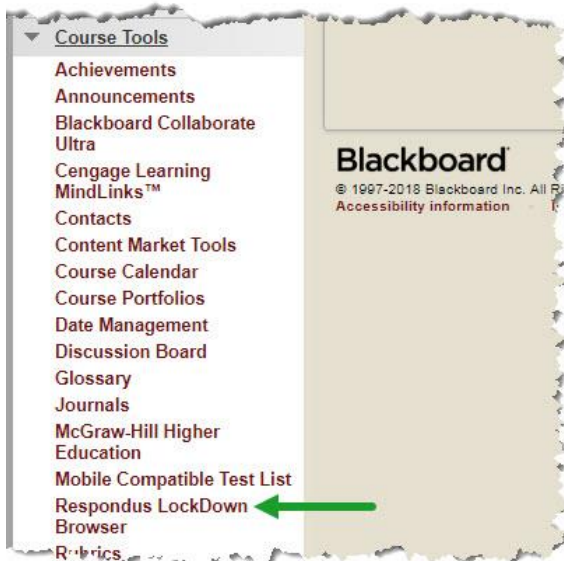 Course Tools
Achievements
Announcements
Blackboard Collaborate
Ultra
Cengage Learning
MindLinks™
Contacts
Content Market Tools
Course Calendar
Course Portfolios
Date Management
Discussion Board
Glossary
Journals
McGraw-Hill Higher
Education
Mobile Compatible Test List
Respondus LockDown
Browser
Rubrics
Blackboard
© 1997-2018 Blackboard Inc. All
Accessibility information